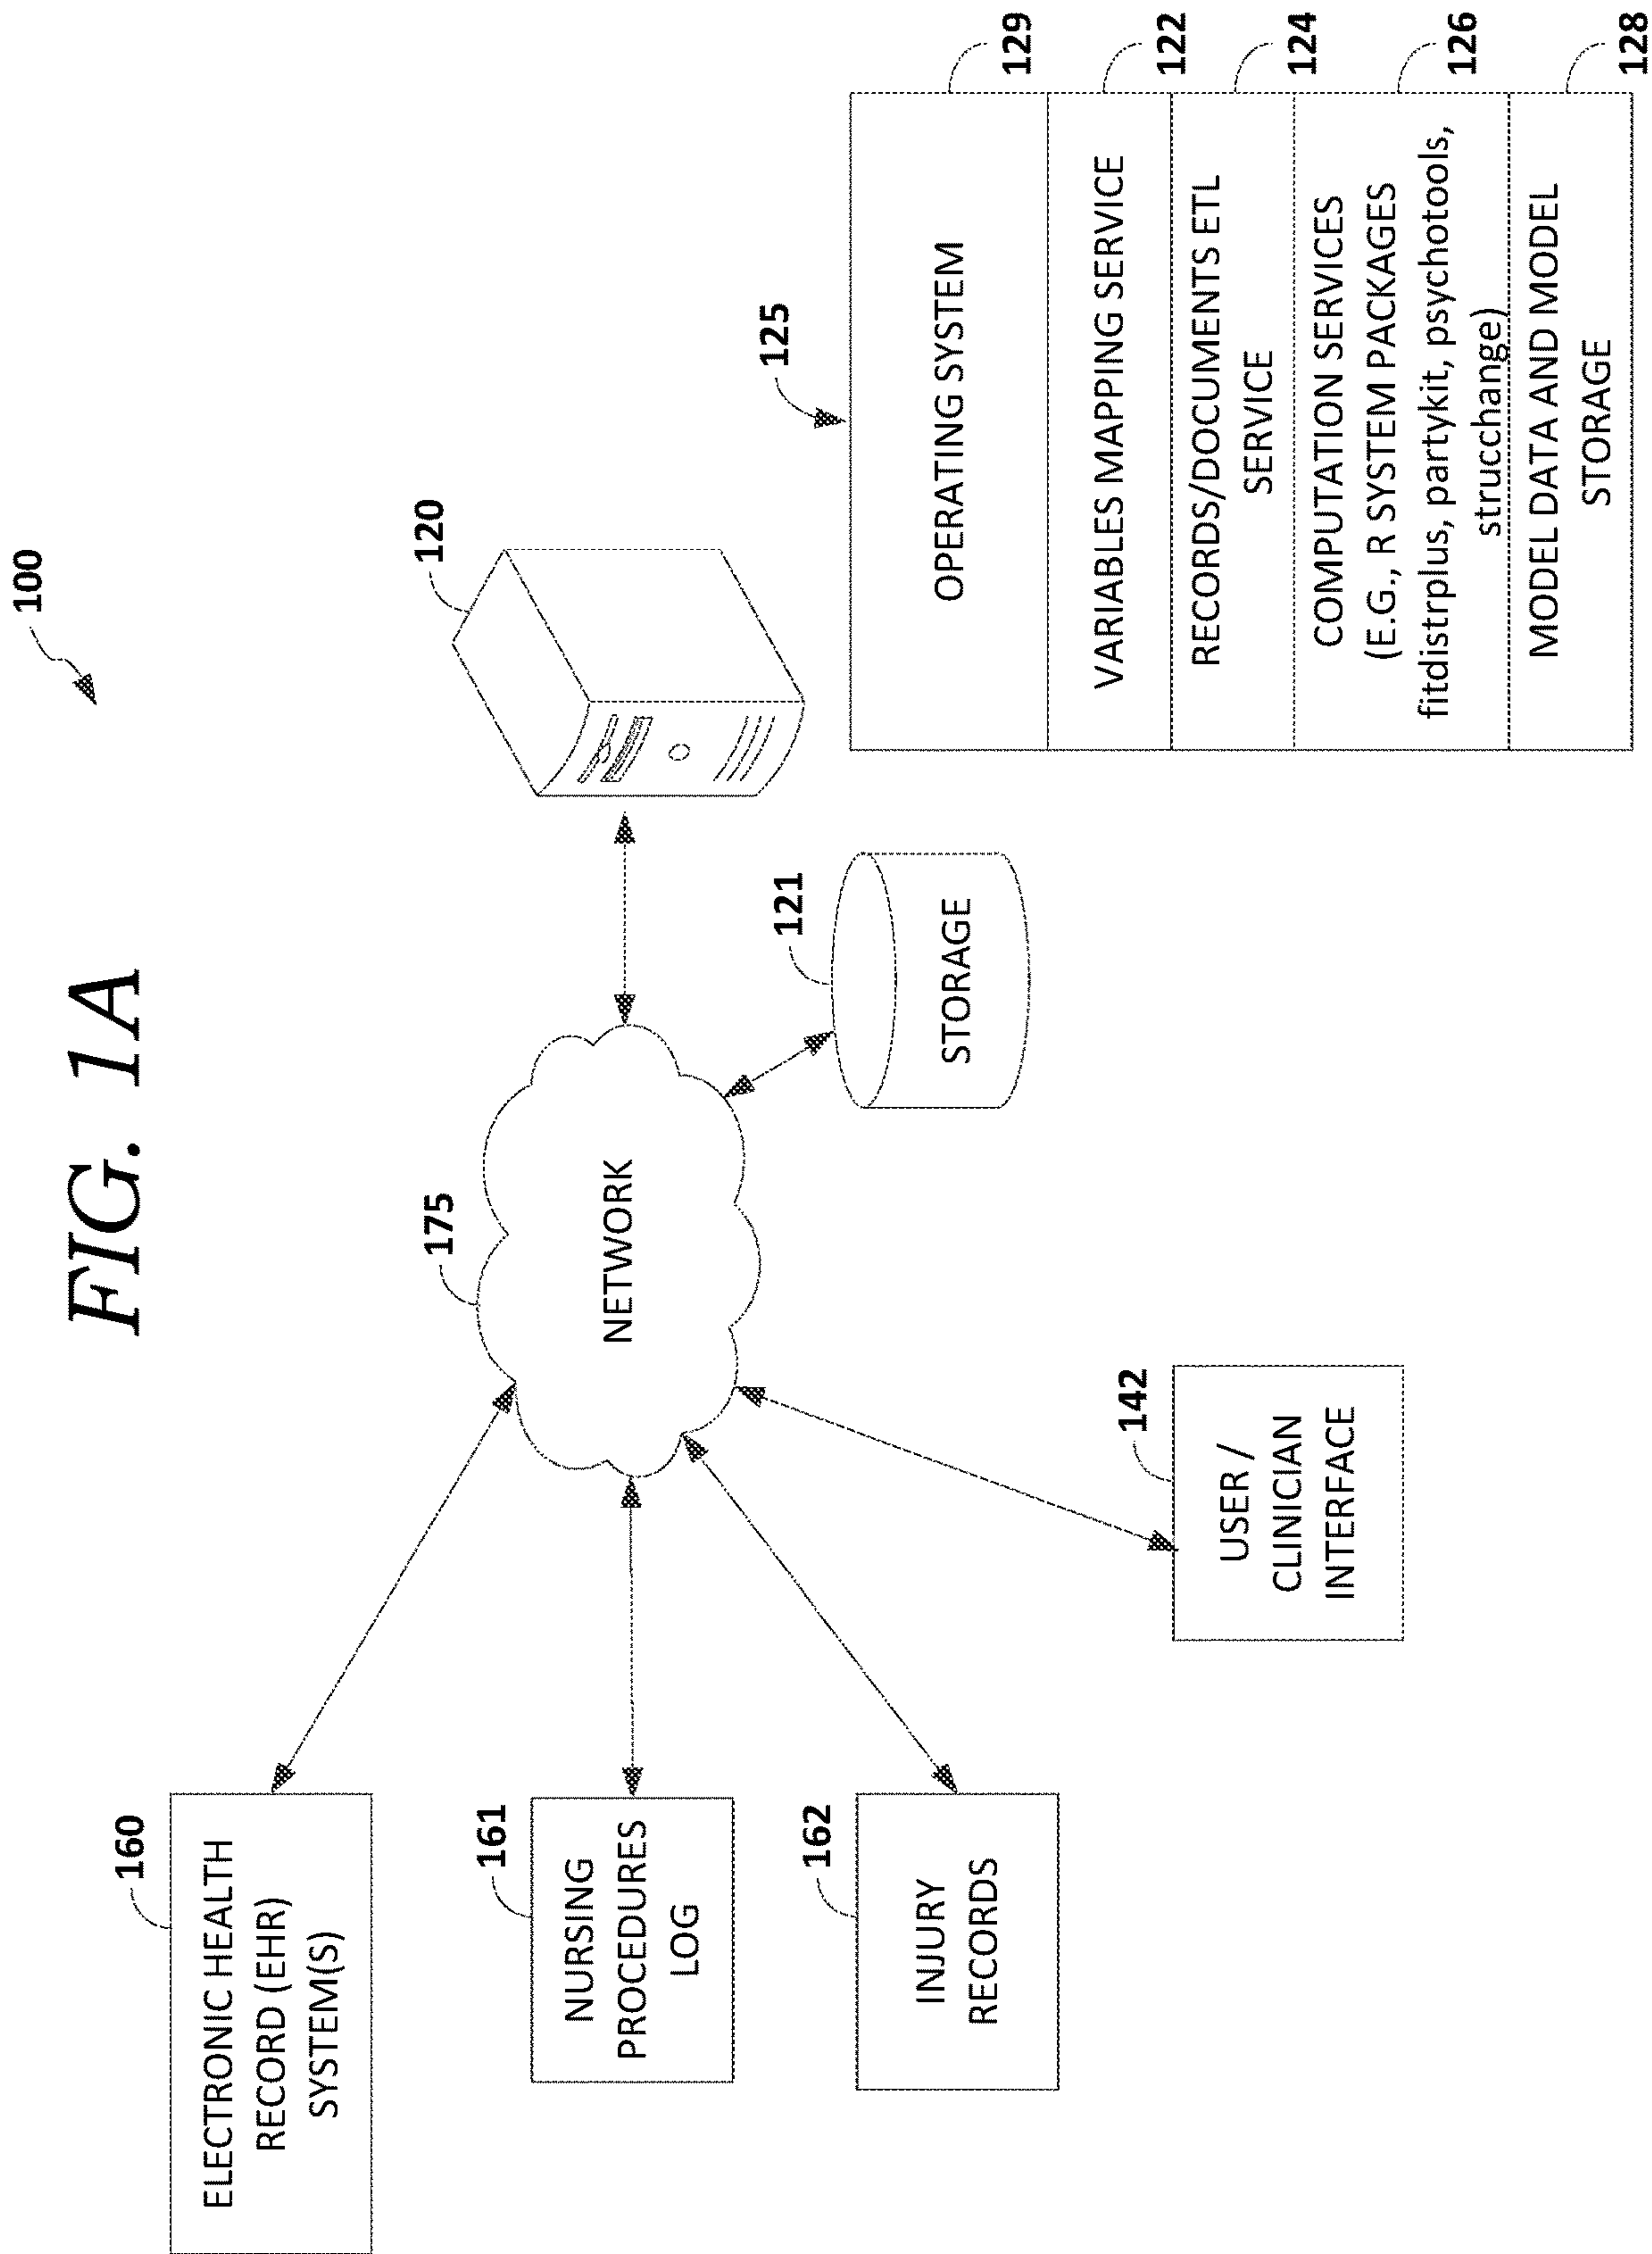 FIG. 1A
100
160
ELECTRONIC HEALTH
RECORD (EHR)
SYSTEM(S)
161
NURSING
PROCEDURES
LOG
162
INJURY
RECORDS
142
USER /
CLINICIAN
INTERFACE
175
NETWORK
121
STORAGE
120
125
OPERATING SYSTEM
129
VARIABLES MAPPING SERVICE
122
RECORDS/DOCUMENTS ETL
SERVICE
124
COMPUTATION SERVICES
(E.G., R SYSTEM PACKAGES
fitdistrplus, partykit, psychotools,
strucchange)
126
MODEL DATA AND MODEL
STORAGE
128